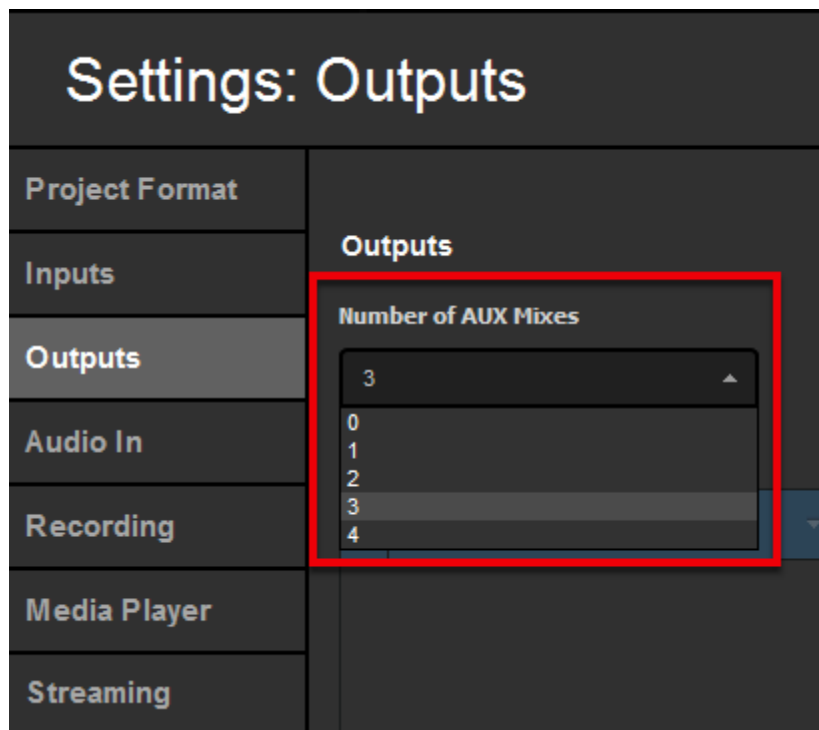 Settings: Outputs
Project Format
Inputs
Outputs
Audio In
Recording
Media Player
Streaming
Outputs
Number of AUX Mixes
3
0
1
2
3
4